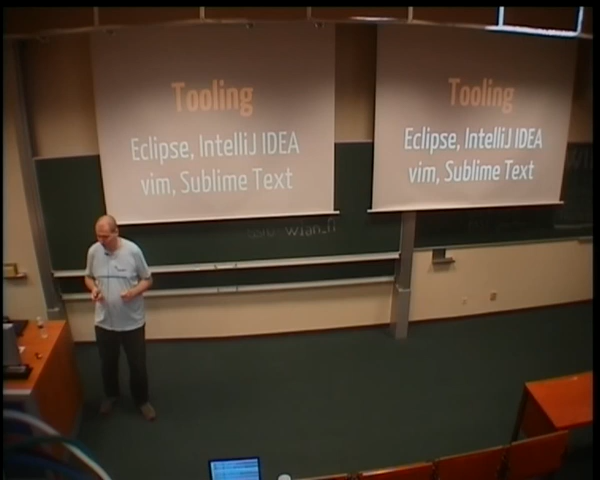 Tooling
Eclipse, IntelliJ IDEA
vim, Sublime Text
Tooling
Eclipse, IntelliJ IDEA
vim, Sublime Text